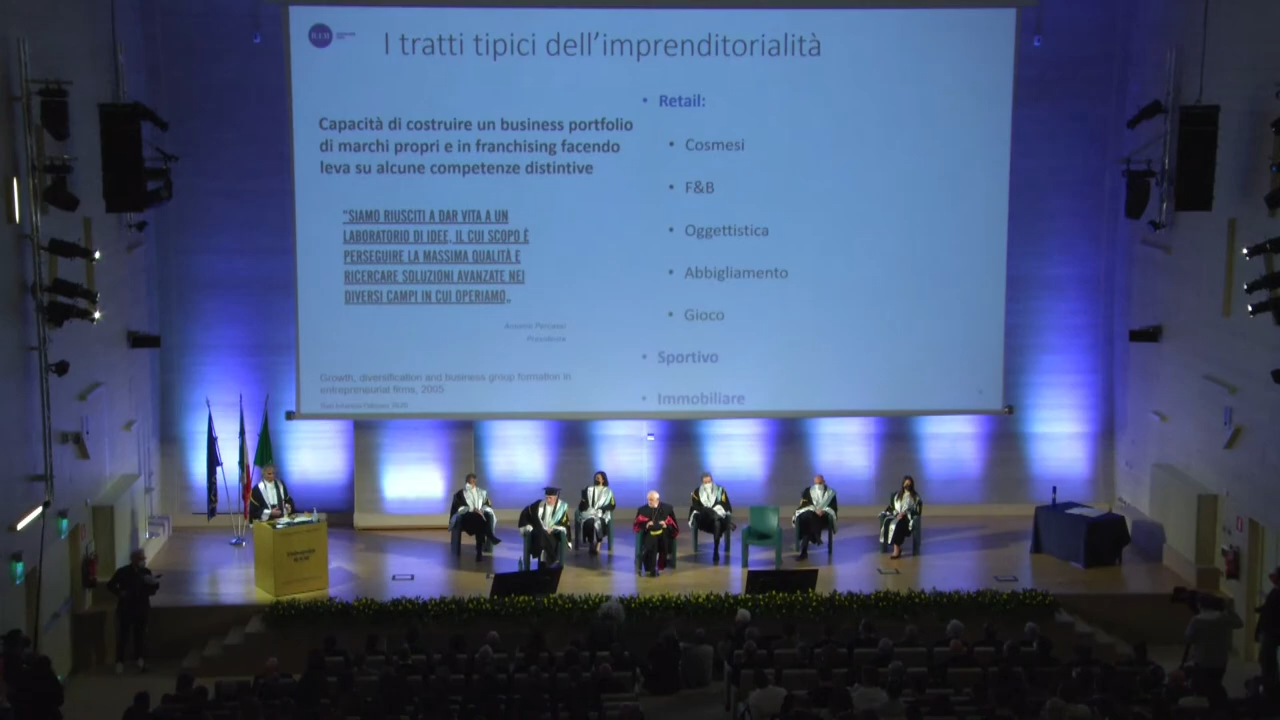 IULM
I tratti tipici dell'imprenditorialità
Capacità di costruire un business portfolio
di marchi propri e in franchising facendo
leva su alcune competenze distintive
"SIAMO RIUSCITI A DAR VITA A UN
LABORATORIO DI IDEE, IL CUI SCOPO È
PERSEGUIRE LA MASSIMA QUALITÀ E
RICERCARE SOLUZIONI AVANZATE NEI
DIVERSI CAMPI IN CUI OPERIAMO„
Presidente
Growth, diversification and business group formation in
entrepreneurial firms, 2005
• Retail:
• Cosmesi
• F&B
• Oggettistica
• Abbigliamento
• Gioco
• Sportivo
• Immobiliare